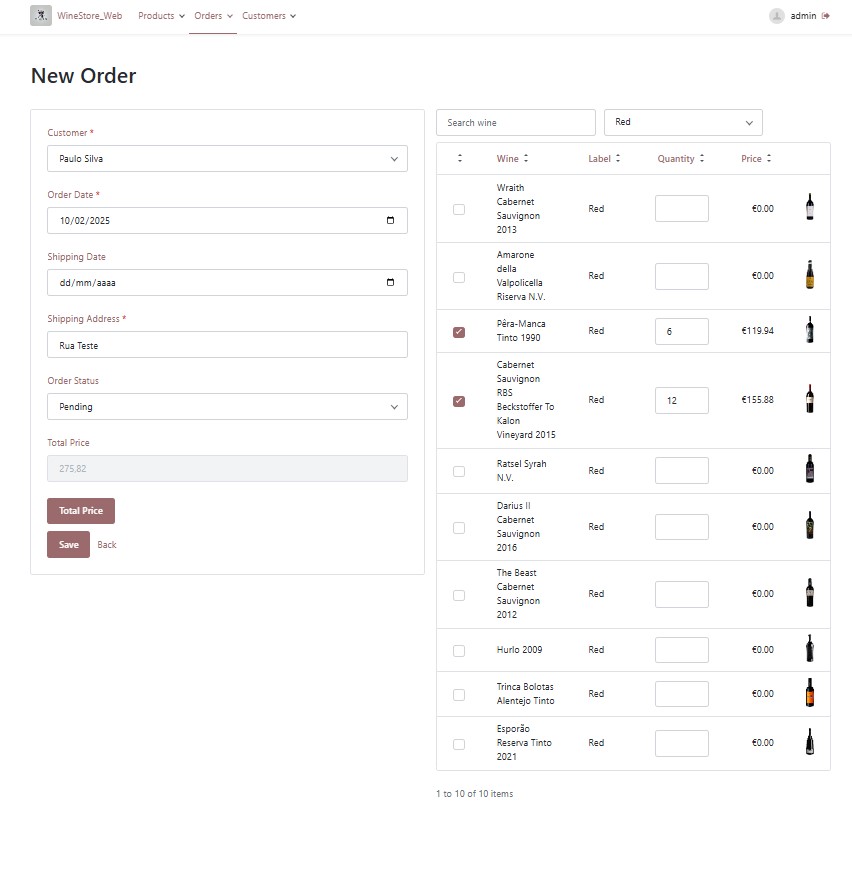 WineStore_Web Products Orders Customers admin
New Order
Customer *
Paulo Silva
Order Date *
10/02/2025
Shipping Date
dd/mm/aaaa
Shipping Address *
Rua Teste
Order Status
Pending
Total Price
275,82
Total Price
Save Back
Search wine Red
Wine Label Quantity Price
Wraith
Cabernet
Sauvignon
2013
Red €0.00
Amarone
della
Valpolicella
Riserva N.V.
Red €0.00
Pêra-Manca
Tinto 1990
Red 6 €119.94
Cabernet
Sauvignon
RBS
Beckstoffer To
Kalon
Vineyard 2015
Red 12 €155.88
Ratsel Syrah
N.V.
Red €0.00
Darius II
Cabernet
Sauvignon
2016
Red €0.00
The Beast
Cabernet
Sauvignon
2012
Red €0.00
Hurlo 2009 Red €0.00
Trinca Bolotas
Alentejo Tinto
Red €0.00
Esporão
Reserva Tinto
2021
Red €0.00
1 to 10 of 10 items